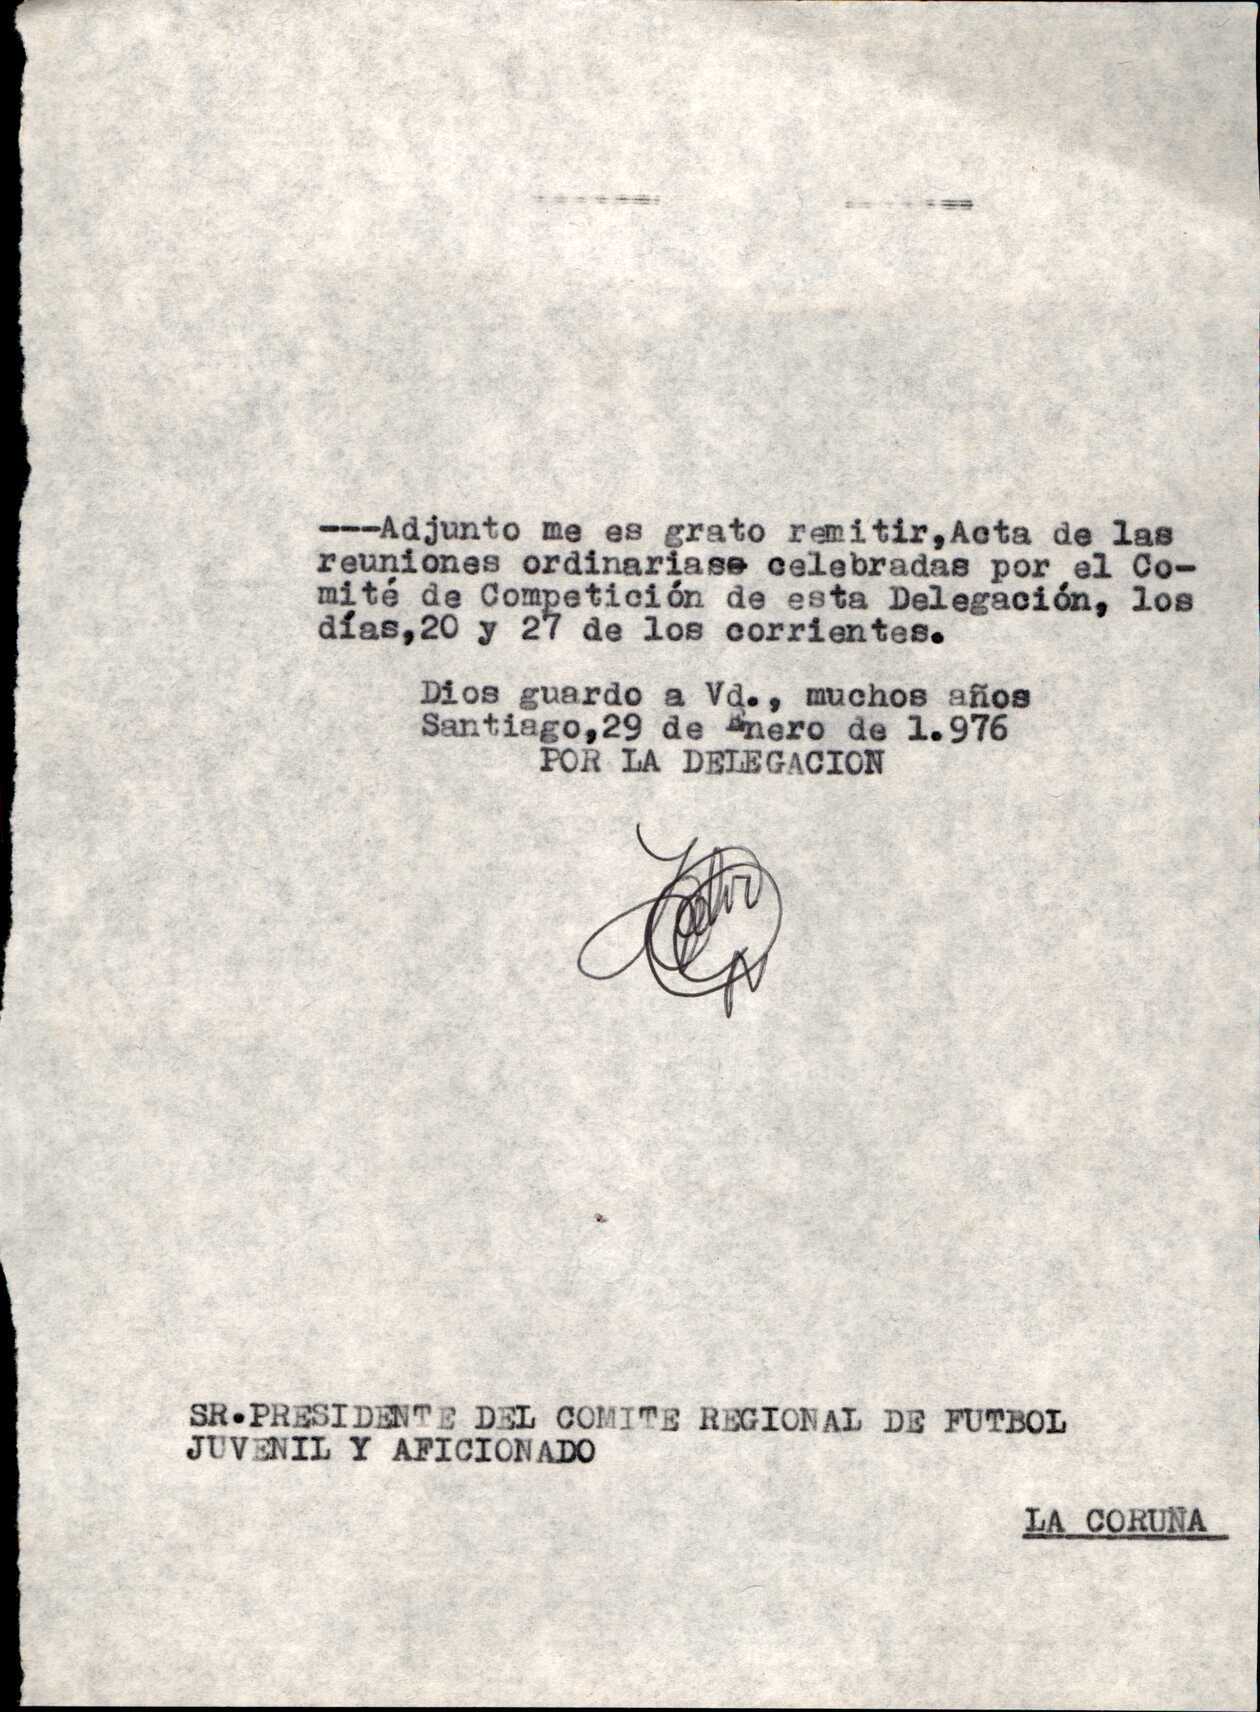 ---Adjunto me es grato remitir,Acta de las
reuniones ordinarias celebradas por el Co-
mité de Competición de esta Delegación, los
días,20 y 27 de los corrientes.
Dios guardo a Vd., muchos años
Santiago,29 de Enero de 1.976
POR LA DELEGACION
SR.PRESIDENTE DEL COMITE REGIONAL DE FUTBOL
JUVENIL Y AFICIONADO
LA CORUÑA